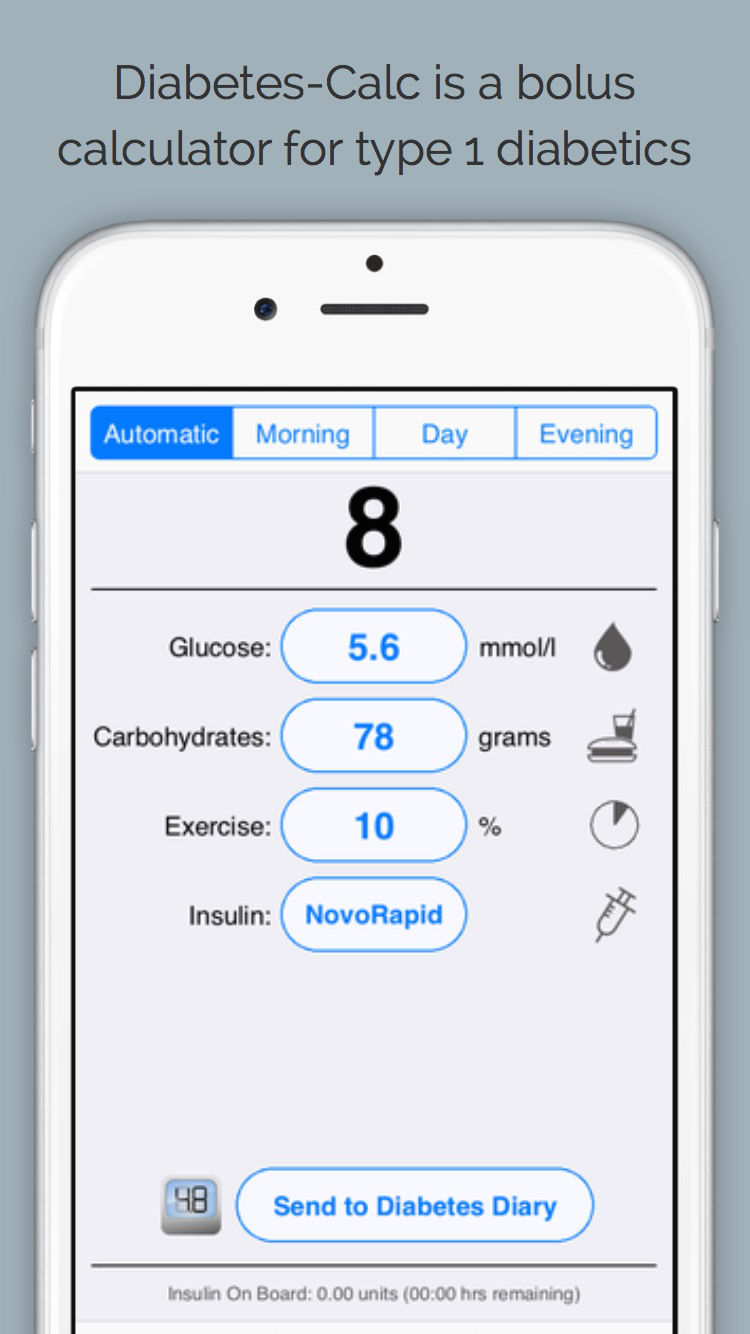 Diabetes-Calc is a bolus
calculator for type 1 diabetics
Automatic Morning Day Evening
8
Glucose: 5.6 mmol/l
Carbohydrates: 78 grams
Exercise: 10 %
Insulin: NovoRapid
4.8 Send to Diabetes Diary
Insulin On Board: 0.00 units (00:00 hrs remaining)